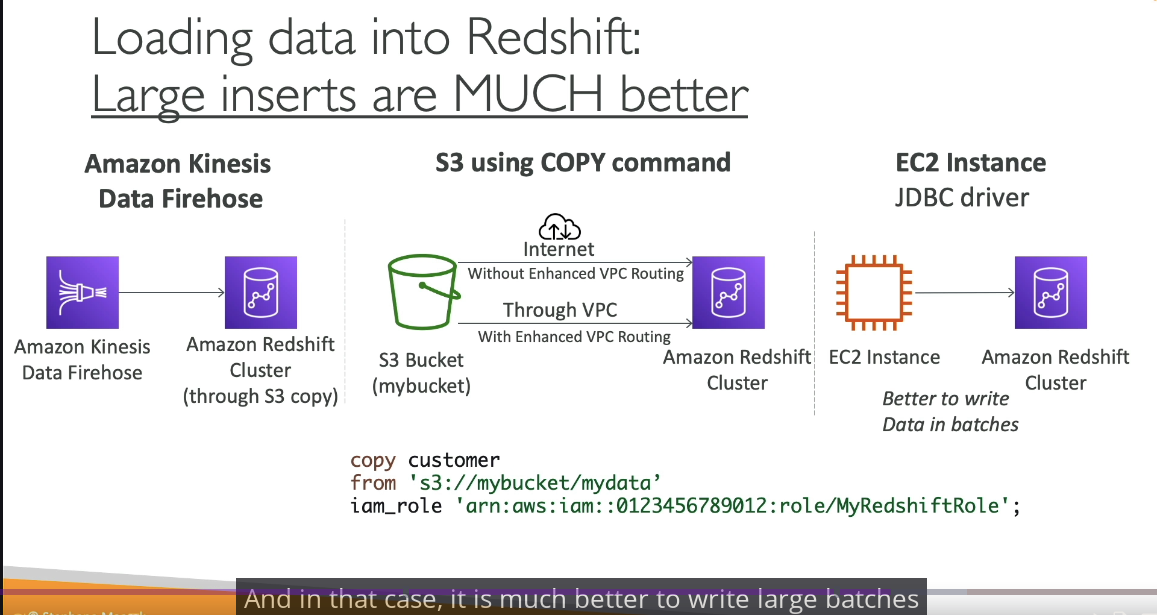 Loading data into Redshift:
Large inserts are MUCH better
Amazon Kinesis
Data Firehose
Amazon Kinesis
Data Firehose
Amazon Redshift
Cluster
(through S3 copy)
S3 using COPY command
Internet
Without Enhanced VPC Routing
Through VPC
With Enhanced VPC Routing
S3 Bucket
(mybucket)
Amazon Redshift
Cluster
EC2 Instance
JDBC driver
EC2 Instance
Amazon Redshift
Cluster
Better to write
Data in batches
copy customer
from 's3://mybucket/mydata’
iam_role 'arn:aws:iam::0123456789012:role/MyRedshiftRole';
And in that case, it is much better to write large batches